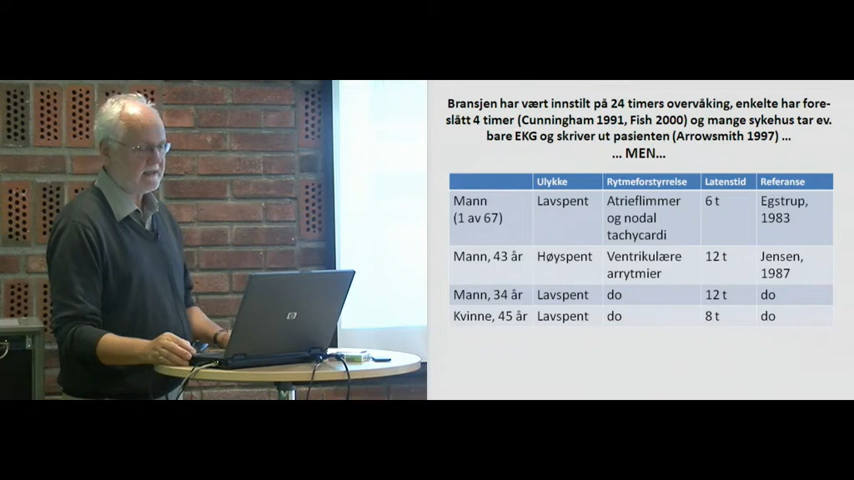 Bransjen har vært innstilt på 24 timers overvåking, enkelte har fore-
slått 4 timer (Cunningham 1991, Fish 2000) og mange sykehus tar ev.
bare EKG og skriver ut pasienten (Arrowsmith 1997) ...
... MEN...
Ulykke Rytmeforstyrrelse Latenstid Referanse
Mann (1 av 67) Lavspent Atrieflimmer og nodal tachycardi 6 t Egstrup, 1983
Mann, 43 år Høyspent Ventrikulære arrytmier 12 t Jensen, 1987
Mann, 34 år Lavspent do 12 t do
Kvinne, 45 år Lavspent do 8 t do
hp